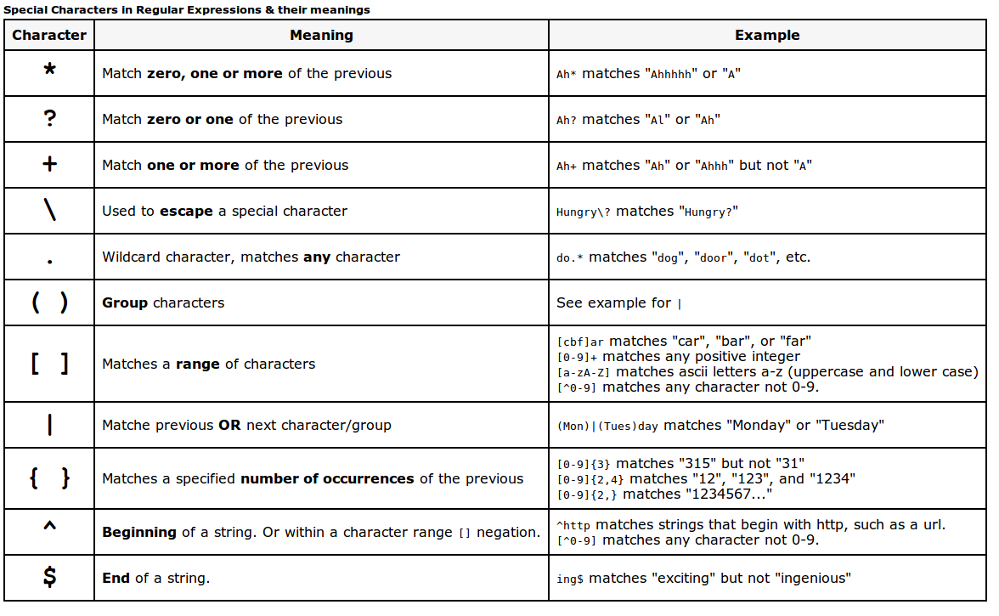 Special Characters in Regular Expressions & their meanings
Character Meaning Example
* Match zero, one or more of the previous Ah* matches "Ahhhhh" or "A"
? Match zero or one of the previous Ah? matches "Al" or "Ah"
+ Match one or more of the previous Ah+ matches "Ah" or "Ahhh" but not "A"
\ Used to escape a special character Hungry\? matches "Hungry?"
. Wildcard character, matches any character do.* matches "dog", "door", "dot", etc.
( ) Group characters See example for |
[ ] Matches a range of characters [cbf]ar matches "car", "bar", or "far"
[0-9]+ matches any positive integer
[a-zA-Z] matches ascii letters a-z (uppercase and lower case)
[^0-9] matches any character not 0-9.
| Matche previous OR next character/group (Mon)|(Tues)day matches "Monday" or "Tuesday"
{ } Matches a specified number of occurrences of the previous [0-9]{3} matches "315" but not "31"
[0-9]{2,4} matches "12", "123", and "1234"
[0-9]{2,} matches "1234567..."
^ Beginning of a string. Or within a character range [] negation. ^http matches strings that begin with http, such as a url.
[^0-9] matches any character not 0-9.
$ End of a string. ing$ matches "exciting" but not "ingenious"